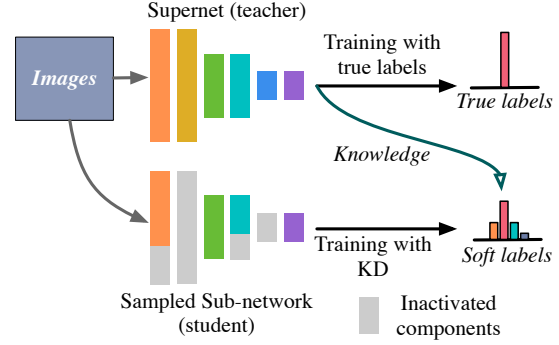 Supernet (teacher)
Images
Training with
true labels
True labels
Knowledge
Training with
KD
Soft labels
Sampled Sub-network
(student)
Inactivated
components